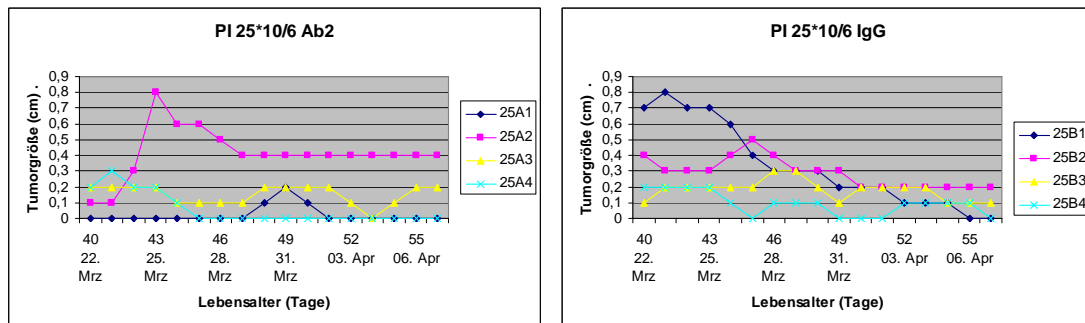 PI 25*10/6 Ab2
0,9
0,8
0,7
0,6
0,5
0,4
0,3
0,2
0,1
0
Tumorgröße (cm) .
40 43 46 49 52 55
22. Mrz 25. Mrz 28. Mrz 31. Mrz 03. Apr 06. Apr
Lebensalter (Tage)
25A1
25A2
25A3
25A4
PI 25*10/6 IgG
0,9
0,8
0,7
0,6
0,5
0,4
0,3
0,2
0,1
0
Tumorgröße (cm) .
40 43 46 49 52 55
22. Mrz 25. Mrz 28. Mrz 31. Mrz 03. Apr 06. Apr
Lebensalter (Tage)
25B1
25B2
25B3
25B4